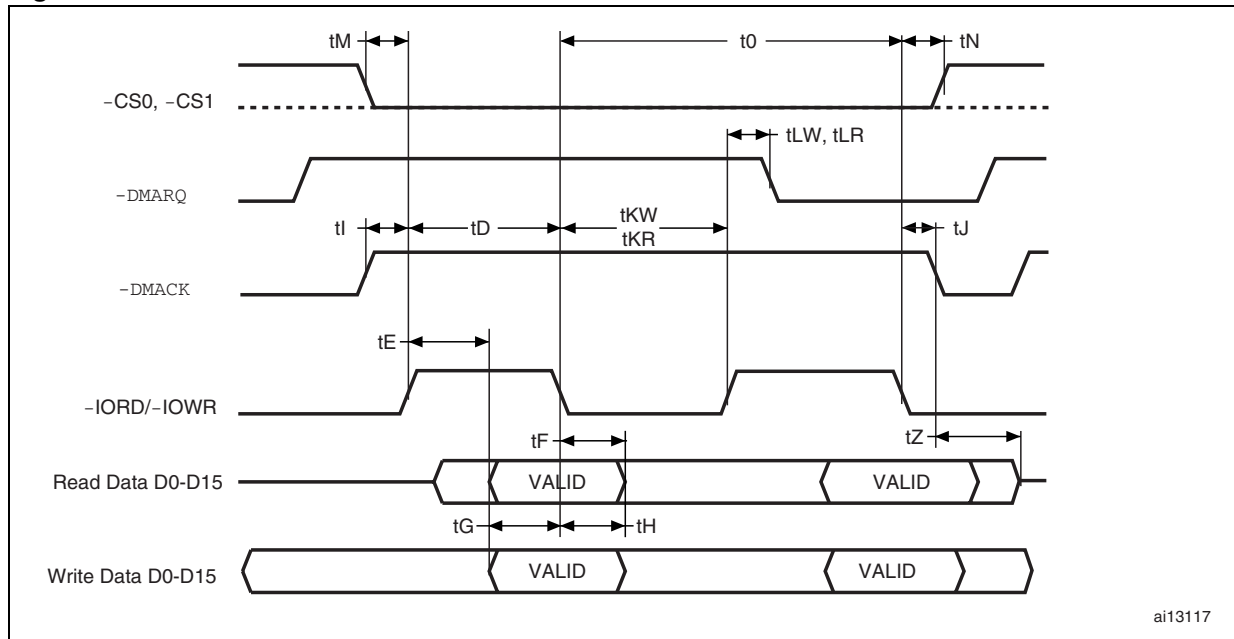 tM
t0
tN
-CS0, -CS1
tLW, tLR
-DMARQ
tI
tD
tKW
tKR
tJ
-DMACK
tE
-IORD/-IOWR
tF
tZ
Read Data D0-D15
VALID
VALID
tG
tH
Write Data D0-D15
VALID
VALID
ai13117